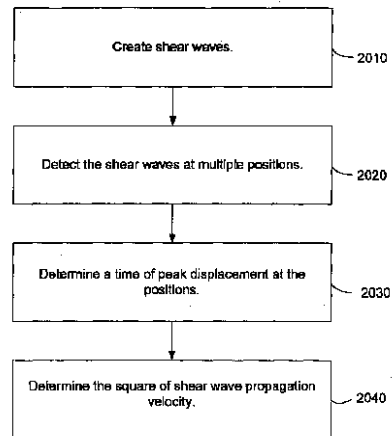 Create shear waves.
2010
Detect the shear waves at multiple positions.
2020
Determine a time of peak displacement at the
positions.
2030
Determine the square of shear wave propagation
velocity.
2040